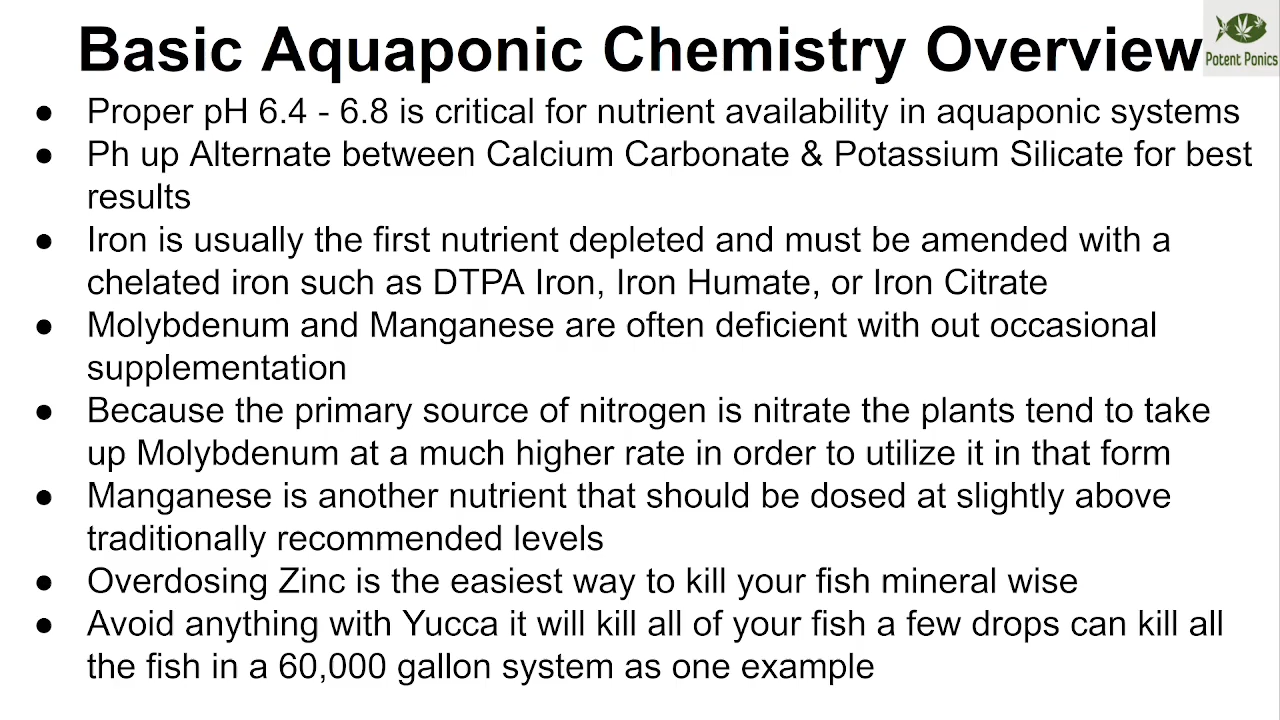 Basic Aquaponic Chemistry Overview
Potent Ponics
● Proper pH 6.4 - 6.8 is critical for nutrient availability in aquaponic systems
● Ph up Alternate between Calcium Carbonate & Potassium Silicate for best
results
● Iron is usually the first nutrient depleted and must be amended with a
chelated iron such as DTPA Iron, Iron Humate, or Iron Citrate
● Molybdenum and Manganese are often deficient with out occasional
supplementation
● Because the primary source of nitrogen is nitrate the plants tend to take
up Molybdenum at a much higher rate in order to utilize it in that form
● Manganese is another nutrient that should be dosed at slightly above
traditionally recommended levels
● Overdosing Zinc is the easiest way to kill your fish mineral wise
● Avoid anything with Yucca it will kill all of your fish a few drops can kill all
the fish in a 60,000 gallon system as one example